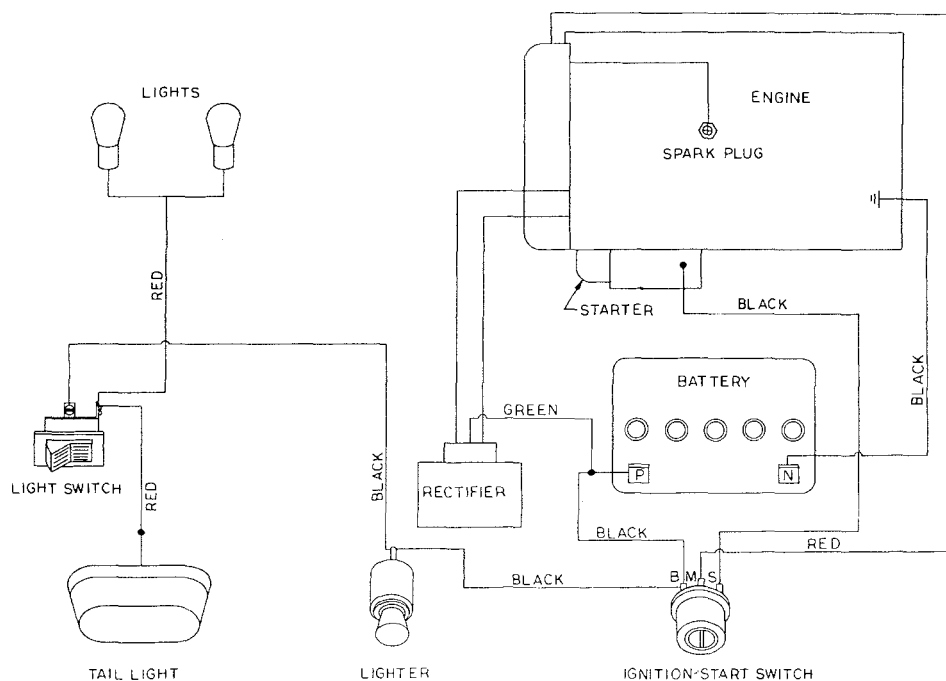 LIGHTS
ENGINE
SPARK PLUG
RED
STARTER
BLACK
BLACK
BATTERY
GREEN
P
N
LIGHT SWITCH
RED
BLACK
RECTIFIER
BLACK
RED
BLACK
B M S
TAIL LIGHT
LIGHTER
IGNITION-START SWITCH